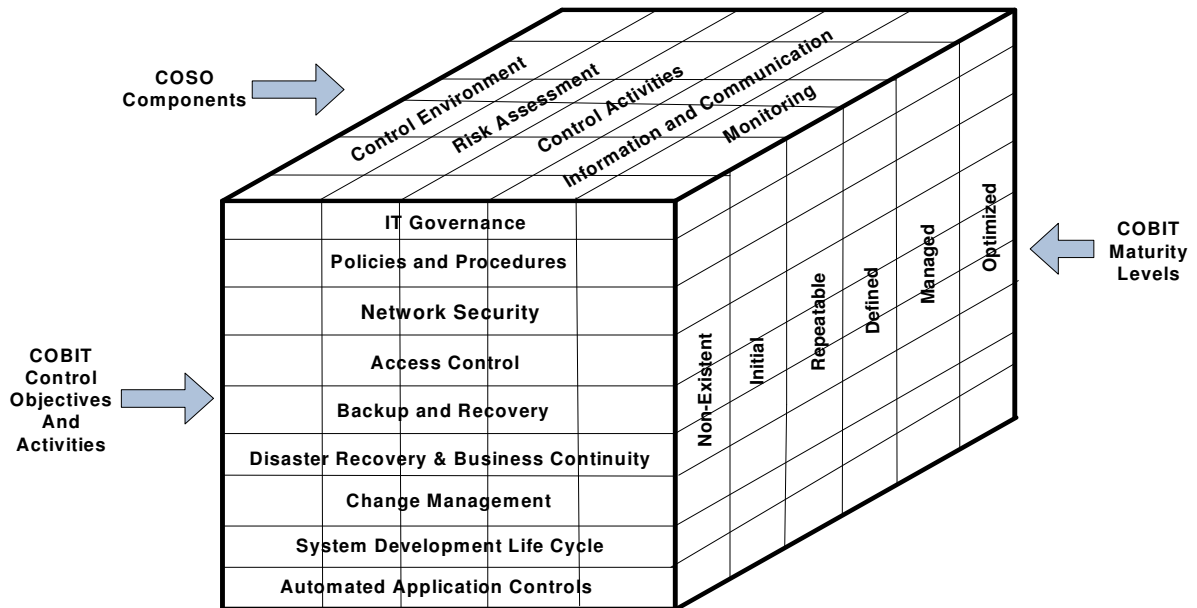 COSO
Components
Control Environment
Risk Assessment
Control Activities
Information and Communication
Monitoring
IT Governance
Policies and Procedures
Network Security
Access Control
Backup and Recovery
Disaster Recovery & Business Continuity
Change Management
System Development Life Cycle
Automated Application Controls
COBIT
Control
Objectives
And
Activities
Non-Existent
Initial
Repeatable
Defined
Managed
Optimized
COBIT
Maturity
Levels